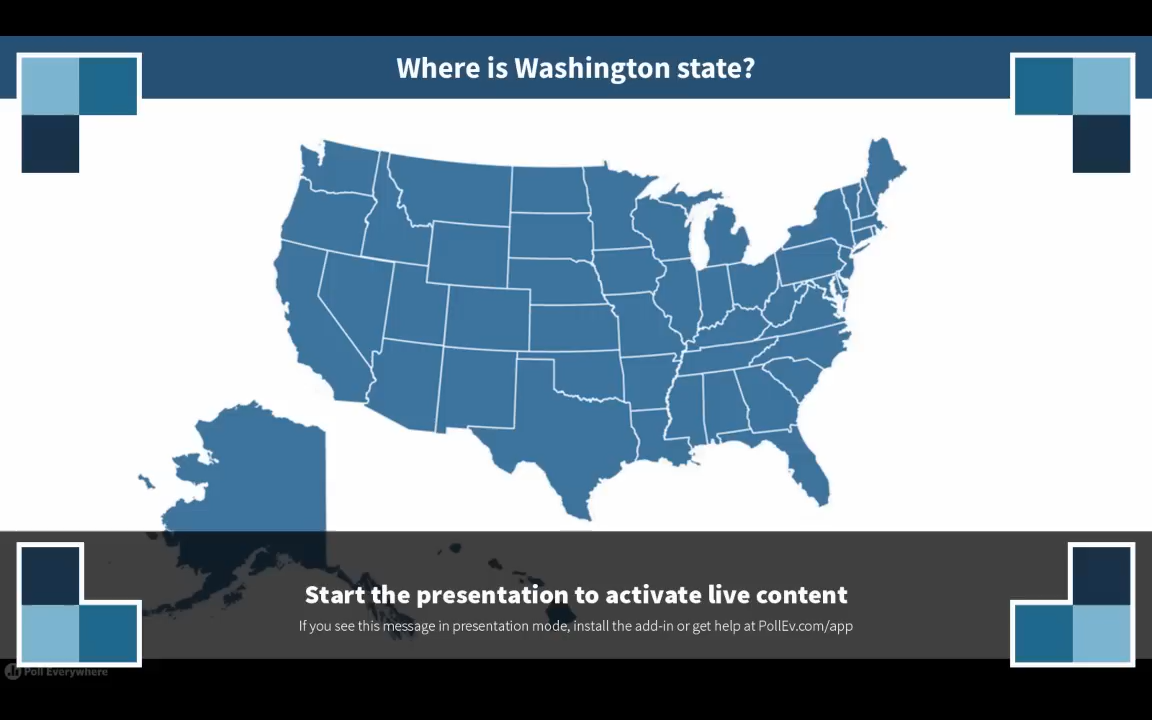 Where is Washington state?
Start the presentation to activate live content
If you see this message in presentation mode, install the add-in or get help at PollEv.com/app
Poll Everywhere